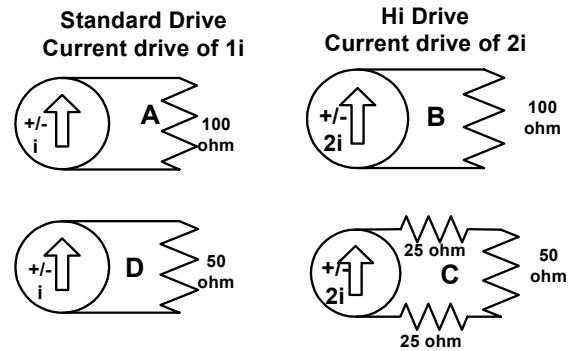 Standard Drive
Current drive of 1i
Hi Drive
Current drive of 2i
+/-
i
A
100
ohm
+/-
2i
B
100
ohm
+/-
i
D
50
ohm
+/-
2i
25 ohm
C
50
ohm
25 ohm